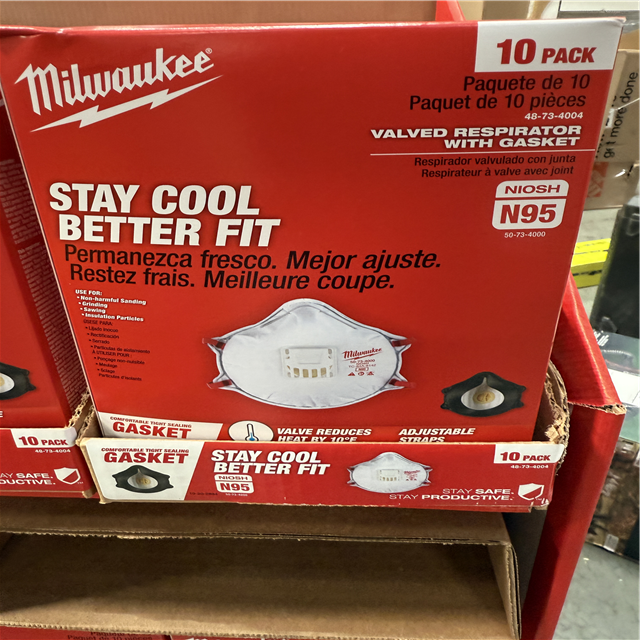 Milwaukee
10 PACK
Paquete de 10
Paquet de 10 pièces
48-73-4004
VALVED RESPIRATOR
WITH GASKET
Respirador valvulado con junta
Respirateur à valve avec joint
NIOSH
N95
50-73-4000
STAY COOL
BETTER FIT
Permanezca fresco. Mejor ajuste.
Restez frais. Meilleure coupe.
USE FOR:
• Non-harmful Sanding
• Grinding
• Sawing
• Insulation Particles
Milwaukee
COMFORTABLE TIGHT SEALING
GASKET
VALVE REDUCES
HEAT BY 10°F
ADJUSTABLE
STRAPS
10 PACK
48-73-4004
AY SAFE.
COMFORTABLE TIGHT SEALING
GASKET
STAY COOL
BETTER FIT
NIOSH
N95
10 PACK
48-73-4004
STAY SAFE.
STAY PRODUCTIVE.